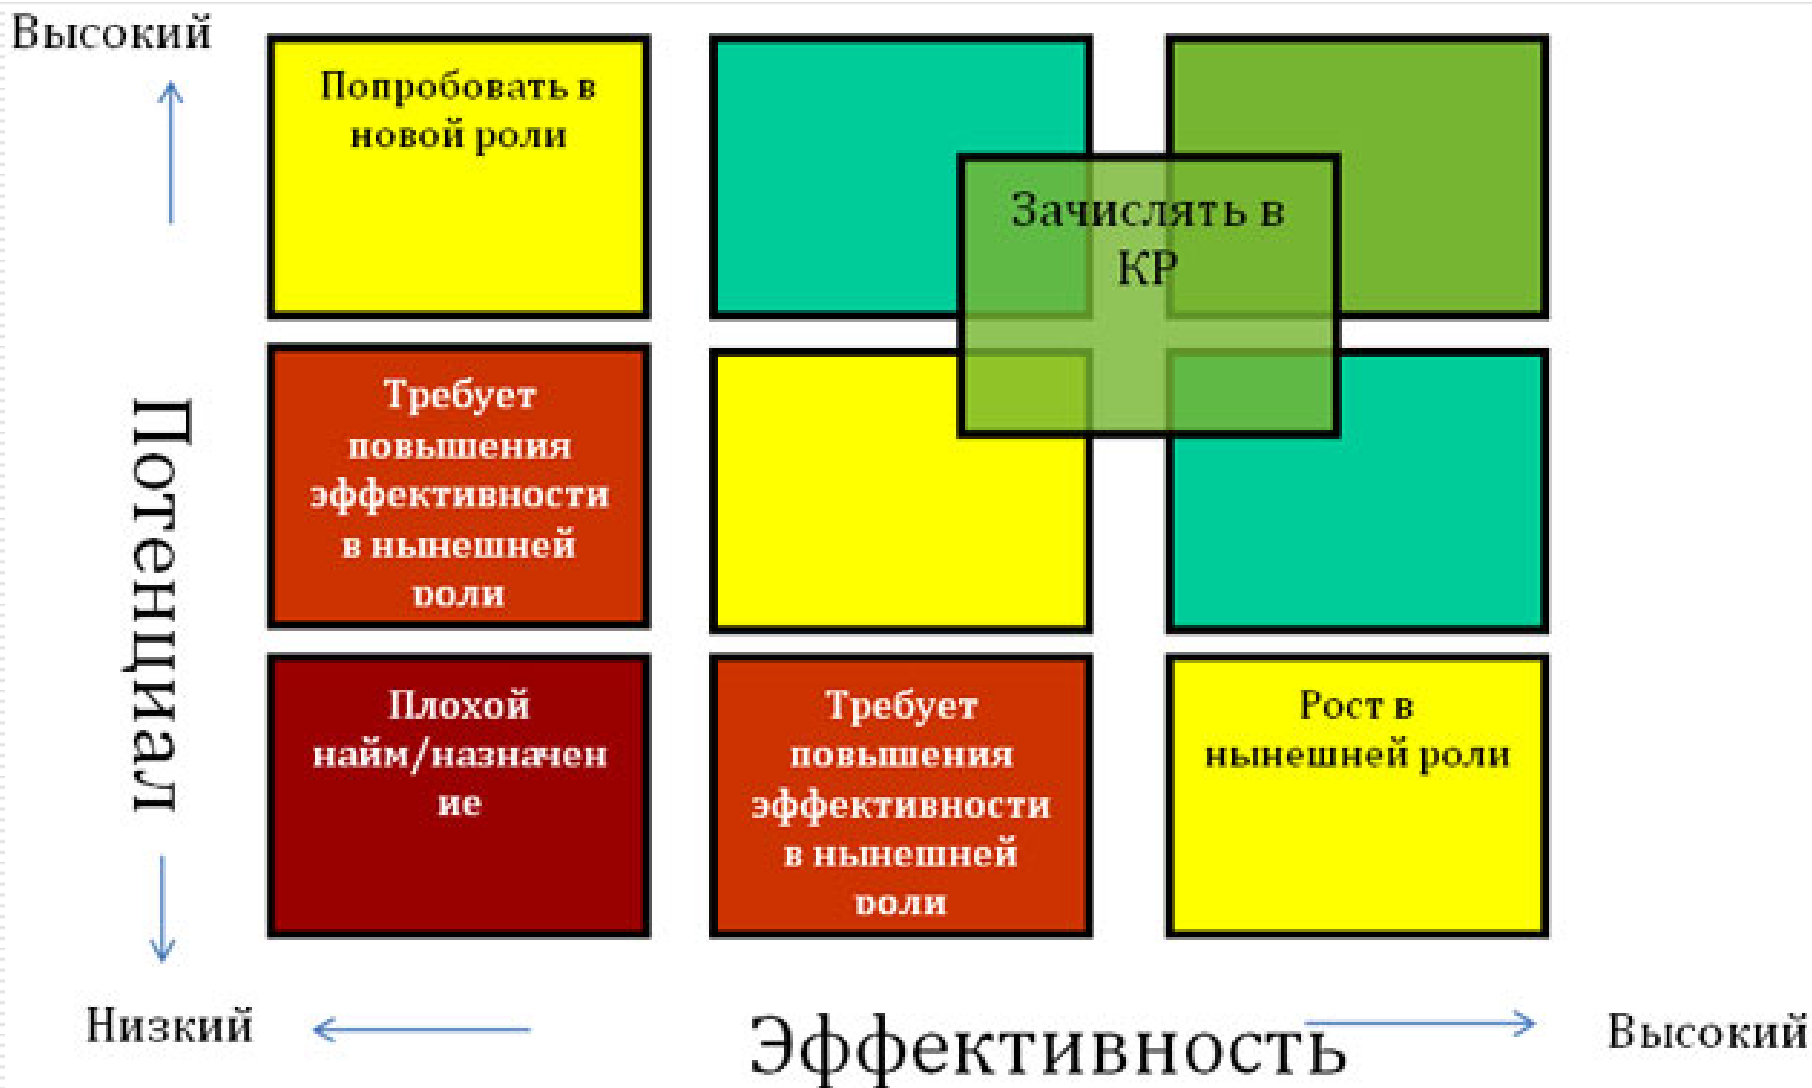 Высокий
Попробовать в
новой роли
Зачислять в
КР
Потенциал
Требует
повышения
эффективности
в нынешней
роли
Плохой
найм/назначен
ие
Требует
повышения
эффективности
в нынешней
роли
Рост в
нынешней роли
Низкий
Эффективность
Высокий